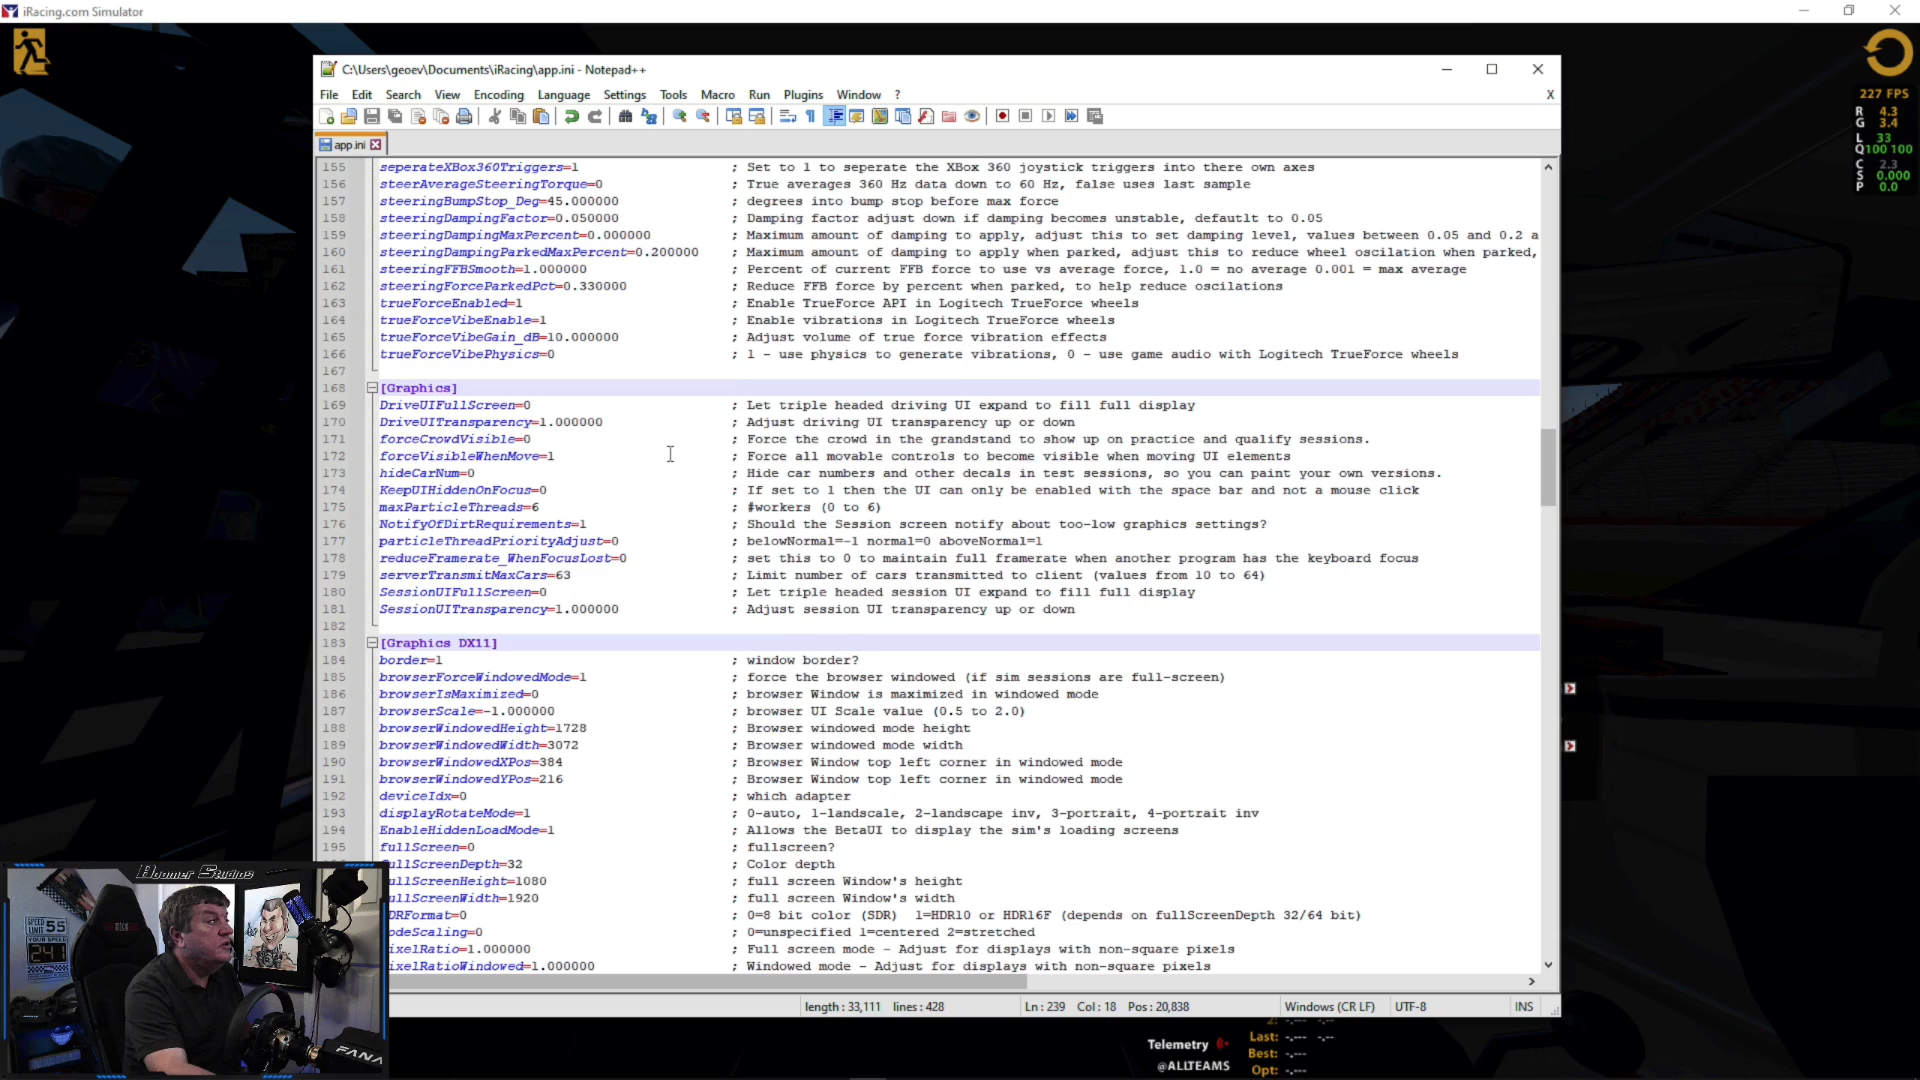 iRacing.com Simulator
C:\Users\geoev\Documents\iRacing\app.ini - Notepad++
File Edit Search View Encoding Language Settings Tools Macro Run Plugins Window ? X
app.ini
155 seperateXBox360Triggers=1 ; Set to 1 to seperate the XBox 360 joystick triggers into there own axes
156 steerAverageSteeringTorque=0 ; True averages 360 Hz data down to 60 Hz, false uses last sample
157 steeringBumpStop_Deg=45.000000 ; degrees into bump stop before max force
158 steeringDampingFactor=0.050000 ; Damping factor adjust down if damping becomes unstable, defaultlt to 0.05
159 steeringDampingMaxPercent=0.000000 ; Maximum amount of damping to apply, adjust this to set damping level, values between 0.05 and 0.2 a
160 steeringDampingParkedMaxPercent=0.200000 ; Maximum amount of damping to apply when parked, adjust this to reduce wheel oscilation when parked,
161 steeringFFBSmooth=1.000000 ; Percent of current FFB force to use vs average force, 1.0 = no average 0.001 = max average
162 steeringForceParkedPct=0.330000 ; Reduce FFB force by percent when parked, to help reduce oscilations
163 trueForceEnabled=1 ; Enable TrueForce API in Logitech TrueForce wheels
164 trueForceVibeEnable=1 ; Enable vibrations in Logitech TrueForce wheels
165 trueForceVibeGain_dB=10.000000 ; Adjust volume of true force vibration effects
166 trueForceVibePhysics=0 ; 1 - use physics to generate vibrations, 0 - use game audio with Logitech TrueForce wheels
167
168 [Graphics]
169 DriveUIFullScreen=0 ; Let triple headed driving UI expand to fill full display
170 DriveUITransparency=1.000000 ; Adjust driving UI transparency up or down
171 forceCrowdVisible=0 ; Force the crowd in the grandstand to show up on practice and qualify sessions.
172 forceVisibleWhenMove=1 ; Force all movable controls to become visible when moving UI elements
173 hideCarNum=0 ; Hide car numbers and other decals in test sessions, so you can paint your own versions.
174 KeepUIHiddenOnFocus=0 ; If set to 1 then the UI can only be enabled with the space bar and not a mouse click
175 maxParticleThreads=6 ; #workers (0 to 6)
176 NotifyOfDirtRequirements=1 ; Should the Session screen notify about too-low graphics settings?
177 particleThreadPriorityAdjust=0 ; belowNormal=-1 normal=0 aboveNormal=1
178 reduceFramerate_WhenFocusLost=0 ; set this to 0 to maintain full framerate when another program has the keyboard focus
179 serverTransmitMaxCars=63 ; Limit number of cars transmitted to client (values from 10 to 64)
180 SessionUIFullScreen=0 ; Let triple headed session UI expand to fill full display
181 SessionUITransparency=1.000000 ; Adjust session UI transparency up or down
182
183 [Graphics DX11]
184 border=1 ; window border?
185 browserForceWindowedMode=1 ; force the browser windowed (if sim sessions are full-screen)
186 browserIsMaximized=0 ; browser Window is maximized in windowed mode
187 browserScale=-1.000000 ; browser UI Scale value (0.5 to 2.0)
188 browserWindowedHeight=1728 ; Browser windowed mode height
189 browserWindowedWidth=3072 ; Browser windowed mode width
190 browserWindowedXPos=384 ; Browser Window top left corner in windowed mode
191 browserWindowedYPos=216 ; Browser Window top left corner in windowed mode
192 deviceIdx=0 ; which adapter
193 displayRotateMode=1 ; 0-auto, 1-landscale, 2-landscape inv, 3-portrait, 4-portrait inv
194 EnableHiddenLoadMode=1 ; Allows the BetaUI to display the sim's loading screens
195 fullScreen=0 ; fullscreen?
ullScreenDepth=32 ; Color depth
ullScreenHeight=1080 ; full screen Window's height
ullScreenWidth=1920 ; full screen Window's width
DRFormat=0 ; 0=8 bit color (SDR) 1=HDR10 or HDR16F (depends on fullScreenDepth 32/64 bit)
odeScaling=0 ; 0=unspecified 1=centered 2=stretched
ixelRatio=1.000000 ; Full screen mode - Adjust for displays with non-square pixels
ixelRatioWindowed=1.000000 ; Windowed mode - Adjust for displays with non-square pixels
length : 33,111 lines : 428 Ln : 239 Col : 18 Pos : 20,838 Windows (CR LF) UTF-8 INS
227 FPS
R 4.3
G 3.4
L 33
Q 100 100
C 2.3
S 0.000
P 0.0
Boomer Studios
SPEED LIMIT 55
YOUR SPEED
241
FANA
Telemetry
@ALLTEAMS
2: -.--- -.--
Last: -.--- -.--
Best: -.---
Opt: -.---